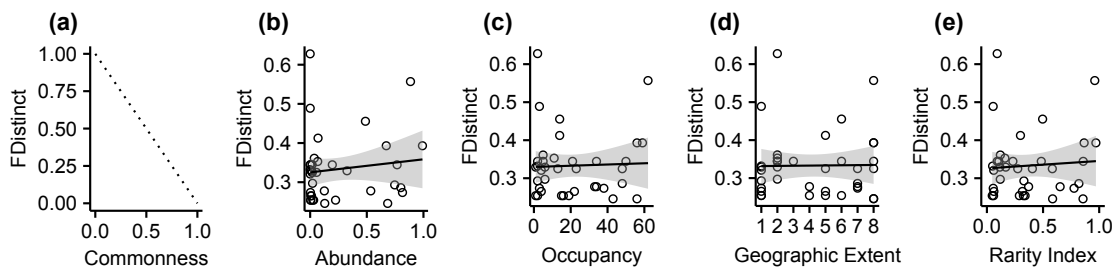 (a) (b) (c) (d) (e)
FDistinct
1.00
0.75
0.50
0.25
0.00
0.0 0.5 1.0
Commonness
FDistinct
0.6
0.5
0.4
0.3
0.0 0.5 1.0
Abundance
FDistinct
0.6
0.5
0.4
0.3
0 20 40 60
Occupancy
FDistinct
0.6
0.5
0.4
0.3
1 2 3 4 5 6 7 8
Geographic Extent
FDistinct
0.6
0.5
0.4
0.3
0.0 0.5 1.0
Rarity Index